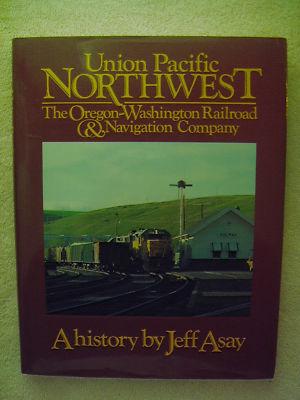 Union Pacific
NORTHWEST
The Oregon-Washington Railroad
& Navigation Company
A history by Jeff Asay